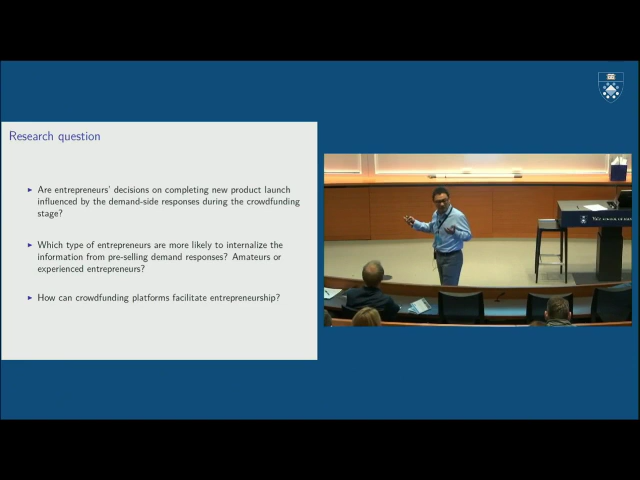 Research question
Are entrepreneurs' decisions on completing new product launch
influenced by the demand-side responses during the crowdfunding
stage?
Which type of entrepreneurs are more likely to internalize the
information from pre-selling demand responses? Amateurs or
experienced entrepreneurs?
How can crowdfunding platforms facilitate entrepreneurship?